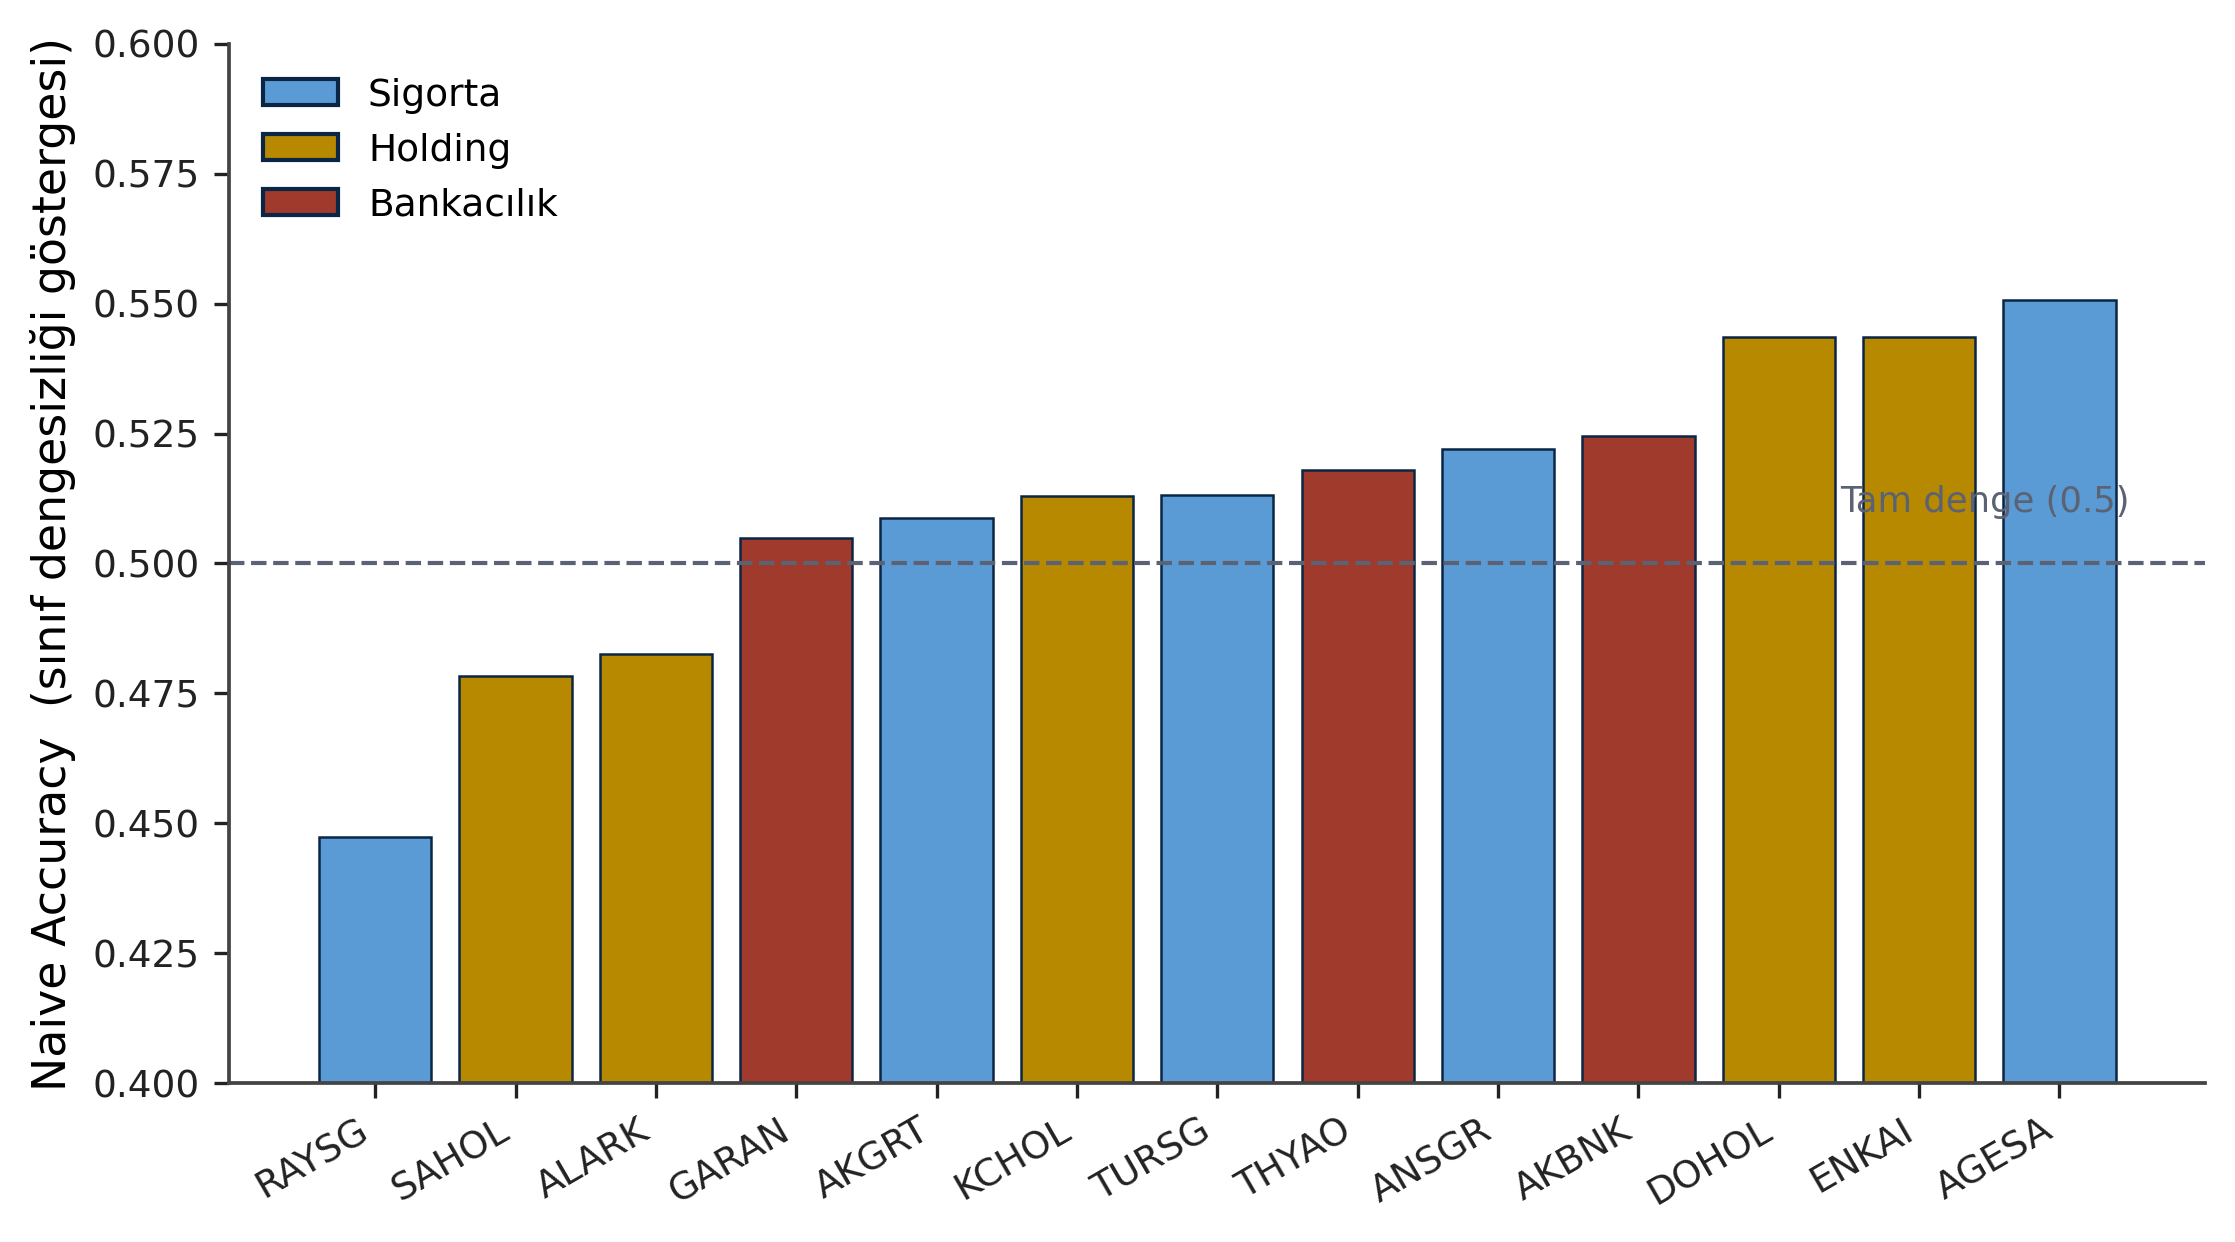 Naive Accuracy  (sınıf dengesizliği göstergesi)
0.600
0.575
0.550
0.525
0.500
0.475
0.450
0.425
0.400
Sigorta
Holding
Bankacılık
Tam denge (0.5)
RAYSG
SAHOL
ALARK
GARAN
AKGRT
KCHOL
TURSG
THYAO
ANSGR
AKBNK
DOHOL
ENKAI
AGESA